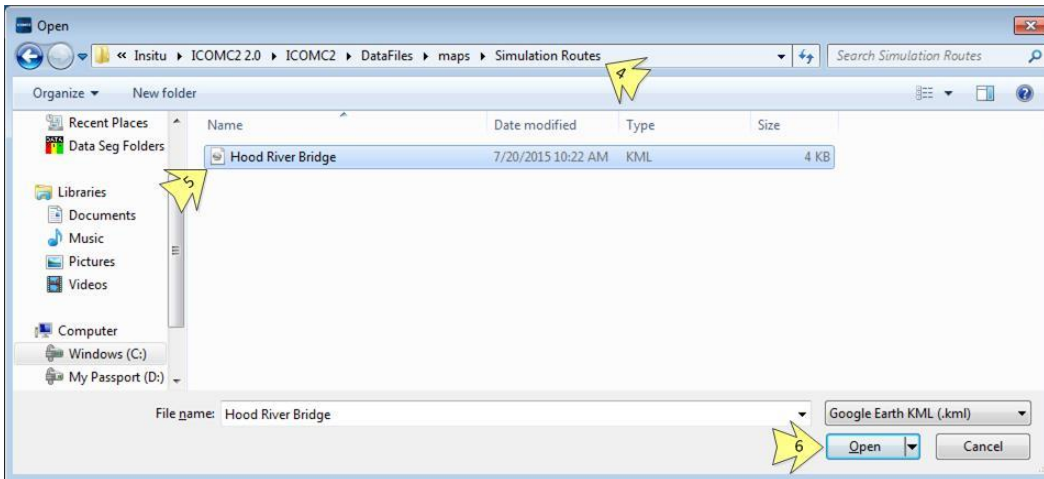 Open
« Insitu ▸ ICOMC2 2.0 ▸ ICOMC2 ▸ DataFiles ▸ maps ▸ Simulation Routes
Search Simulation Routes
4
Organize ▾ New folder
Recent Places
Data Seg Folders
Libraries
Documents
Music
Pictures
Videos
Computer
Windows (C:)
My Passport (D:)
Name Date modified Type Size
Hood River Bridge 7/20/2015 10:22 AM KML 4 KB
5
File name: Hood River Bridge
Google Earth KML (.kml)
6
Open Cancel